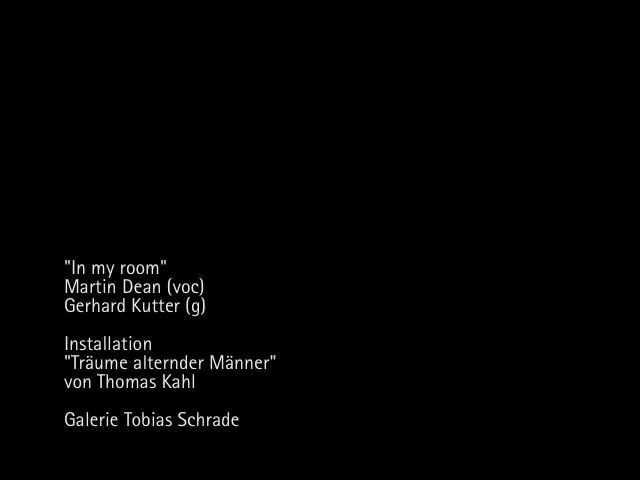 "In my room"
Martin Dean (voc)
Gerhard Kutter (g)
Installation
"Träume alternder Männer"
von Thomas Kahl
Galerie Tobias Schrade